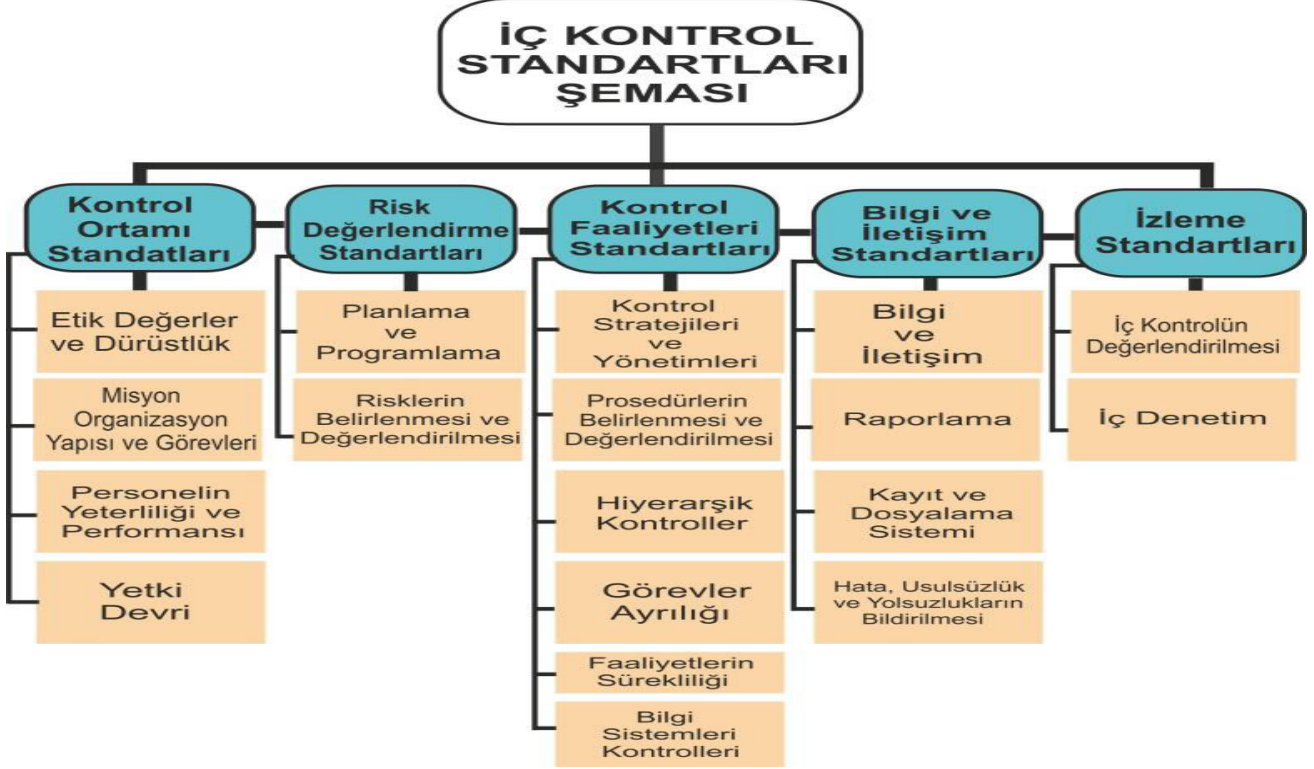 İÇ KONTROL
STANDARTLARI
ŞEMASI
Kontrol
Ortamı
Standatları
Etik Değerler
ve Dürüstlük
Misyon
Organizasyon
Yapısı ve Görevleri
Personelin
Yeterliliği ve
Performansı
Yetki
Devri
Risk
Değerlendirme
Standartları
Planlama
ve
Programlama
Risklerin
Belirlenmesi ve
Değerlendirilmesi
Kontrol
Faaliyetleri
Standartları
Kontrol
Stratejileri
ve
Yönetimleri
Prosedürlerin
Belirlenmesi ve
Değerlendirilmesi
Hiyerarşik
Kontroller
Görevler
Ayrılığı
Faaliyetlerin
Sürekliliği
Bilgi
Sistemleri
Kontrolleri
Bilgi ve
İletişim
Standartları
Bilgi
ve
İletişim
Raporlama
Kayıt ve
Dosyalama
Sistemi
Hata, Usulsüzlük
ve Yolsuzlukların
Bildirilmesi
İzleme
Standartları
İç Kontrolün
Değerlendirilmesi
İç Denetim